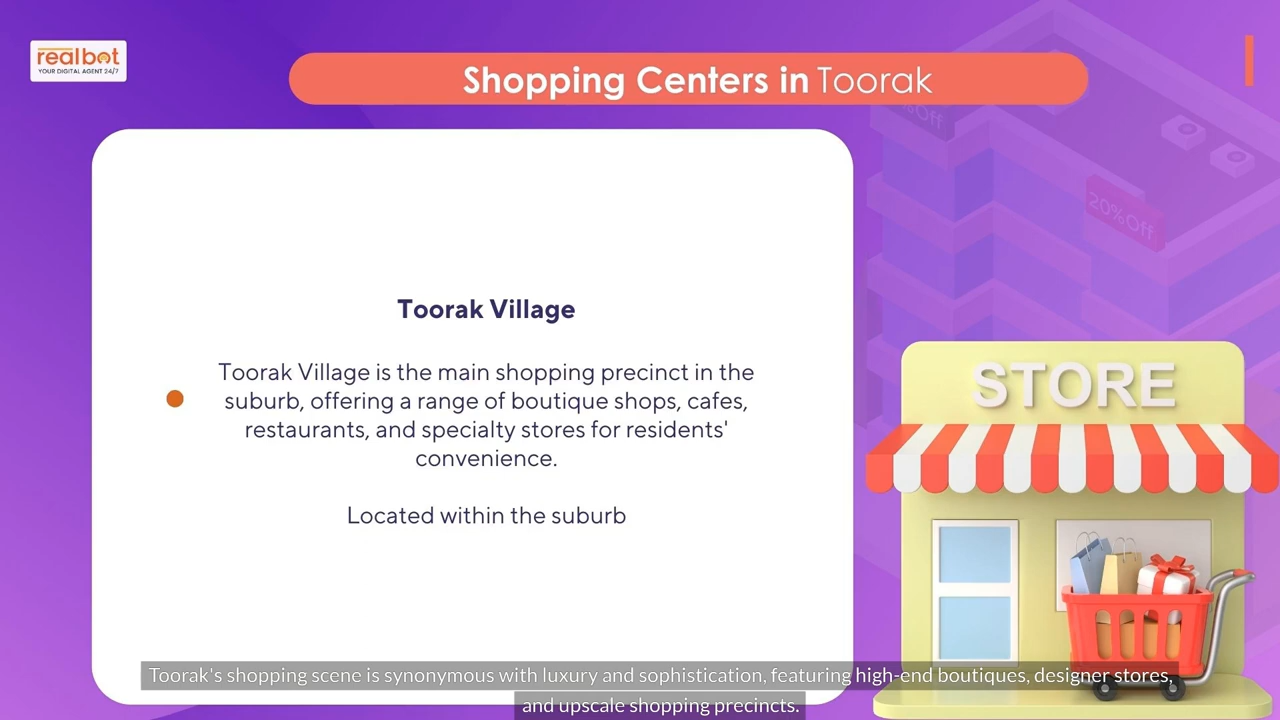 realbot
YOUR DIGITAL AGENT 24/7
Shopping Centers in Toorak
%Off
20%Off
Toorak Village
Toorak Village is the main shopping precinct in the
suburb, offering a range of boutique shops, cafes,
restaurants, and specialty stores for residents'
convenience.
Located within the suburb
STORE
Toorak's shopping scene is synonymous with luxury and sophistication, featuring high-end boutiques, designer stores,
and upscale shopping precincts.